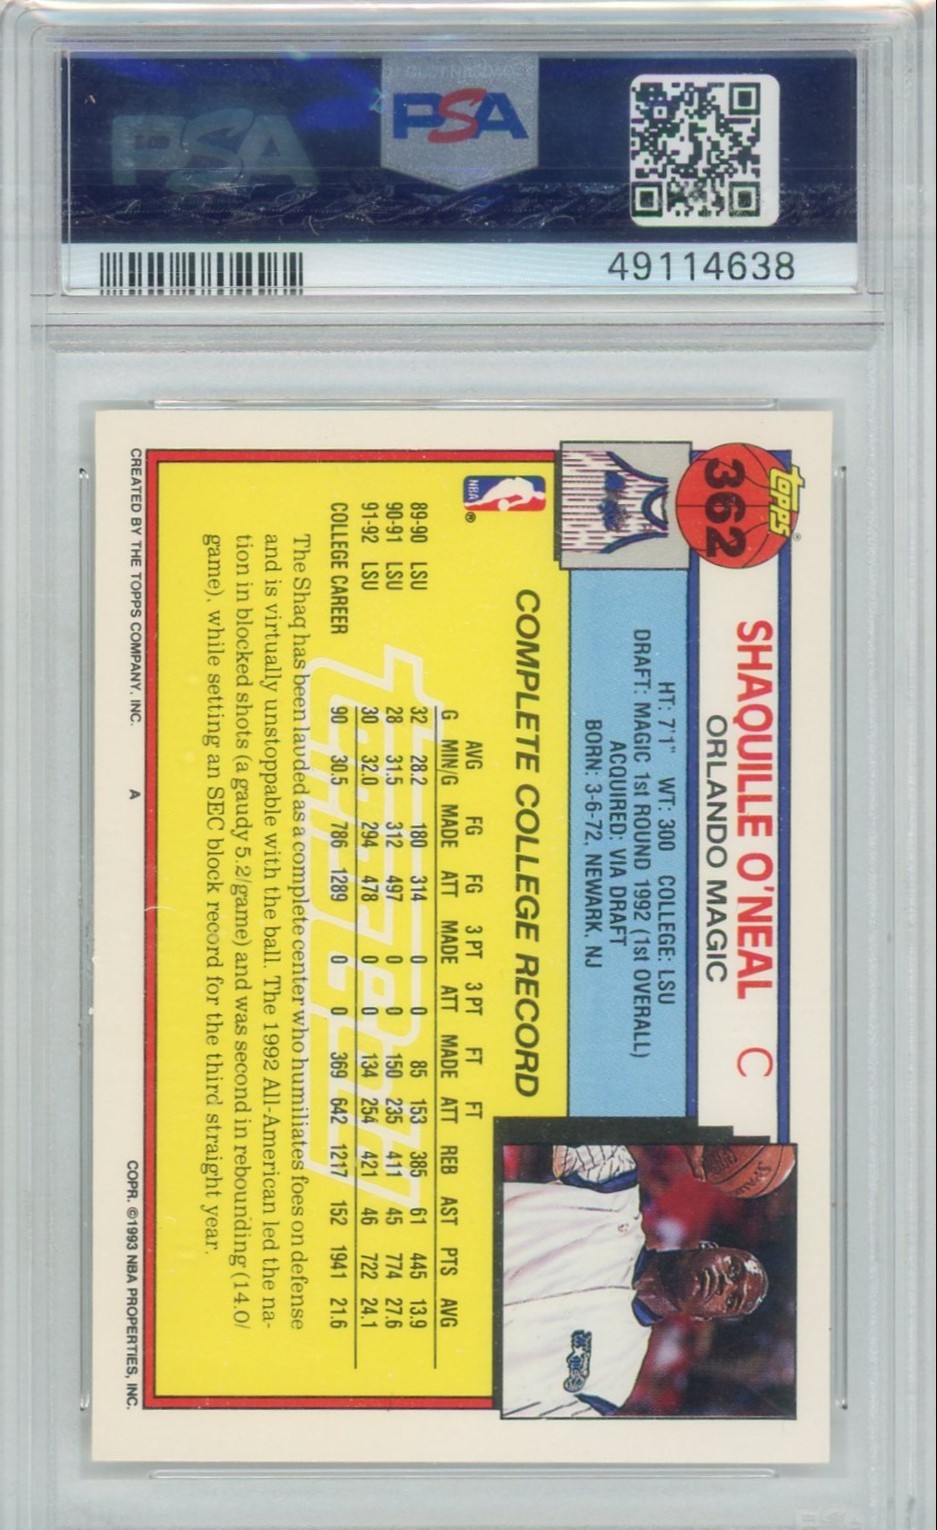 PSA
PSA
49114638
topps
362
SHAQUILLE O'NEAL C
ORLANDO MAGIC
HT: 7'1" WT: 300 COLLEGE: LSU
DRAFT: MAGIC 1st ROUND 1992 (1st OVERALL)
ACQUIRED: VIA DRAFT
BORN: 3-6-72, NEWARK, NJ
NBA
COMPLETE COLLEGE RECORD
AVG FG FG 3 PT 3 PT FT FT
G MIN/G MADE ATT MADE ATT MADE ATT REB AST PTS AVG
89-90 LSU 32 28.2 180 314 0 0 85 153 385 61 445 13.9
90-91 LSU 28 31.5 312 497 0 0 150 235 411 45 774 27.6
91-92 LSU 30 32.0 294 478 0 0 134 254 421 46 722 24.1
COLLEGE CAREER 90 30.5 786 1289 0 0 369 642 1217 152 1941 21.6
The Shaq has been lauded as a complete center who humiliates foes on defense
and is virtually unstoppable with the ball. The 1992 All-American led the na-
tion in blocked shots (a gaudy 5.2/game) and was second in rebounding (14.0/
game), while setting an SEC block record for the third straight year.
CREATED BY THE TOPPS COMPANY, INC. A COPR. ©1993 NBA PROPERTIES, INC.